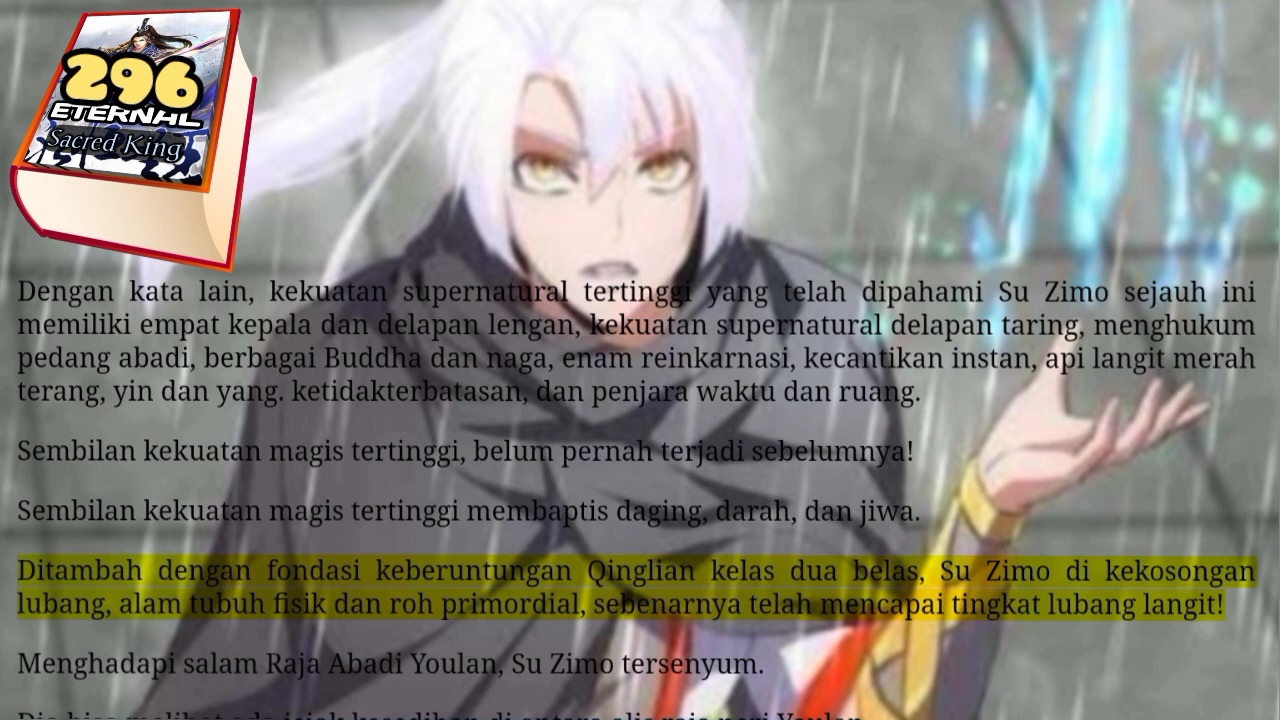 296
ETERNAL
Sacred King
Dengan kata lain, kekuatan supernatural tertinggi yang telah dipahami Su Zimo sejauh ini
memiliki empat kepala dan delapan lengan, kekuatan supernatural delapan taring, menghukum
pedang abadi, berbagai Buddha dan naga, enam reinkarnasi, kecantikan instan, api langit merah
terang, yin dan yang. ketidakterbatasan, dan penjara waktu dan ruang.
Sembilan kekuatan magis tertinggi, belum pernah terjadi sebelumnya!
Sembilan kekuatan magis tertinggi membaptis daging, darah, dan jiwa.
Ditambah dengan fondasi keberuntungan Qinglian kelas dua belas, Su Zimo di kekosongan
lubang, alam tubuh fisik dan roh primordial, sebenarnya telah mencapai tingkat lubang langit!
Menghadapi salam Raja Abadi Youlan, Su Zimo tersenyum.